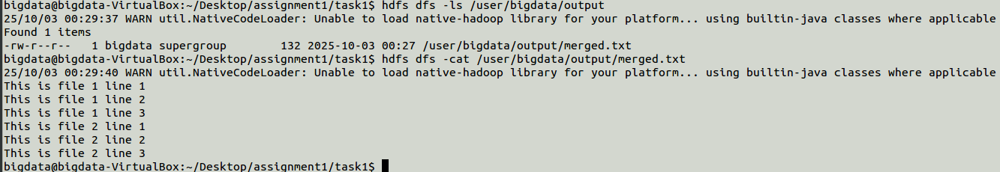 bigdata@bigdata-VirtualBox:~/Desktop/assignment1/task1$ hdfs dfs -ls /user/bigdata/output
25/10/03 00:29:37 WARN util.NativeCodeLoader: Unable to load native-hadoop library for your platform... using builtin-java classes where applicable
Found 1 items
-rw-r--r--   1 bigdata supergroup        132 2025-10-03 00:27 /user/bigdata/output/merged.txt
bigdata@bigdata-VirtualBox:~/Desktop/assignment1/task1$ hdfs dfs -cat /user/bigdata/output/merged.txt
25/10/03 00:29:40 WARN util.NativeCodeLoader: Unable to load native-hadoop library for your platform... using builtin-java classes where applicable
This is file 1 line 1
This is file 1 line 2
This is file 1 line 3
This is file 2 line 1
This is file 2 line 2
This is file 2 line 3
bigdata@bigdata-VirtualBox:~/Desktop/assignment1/task1$